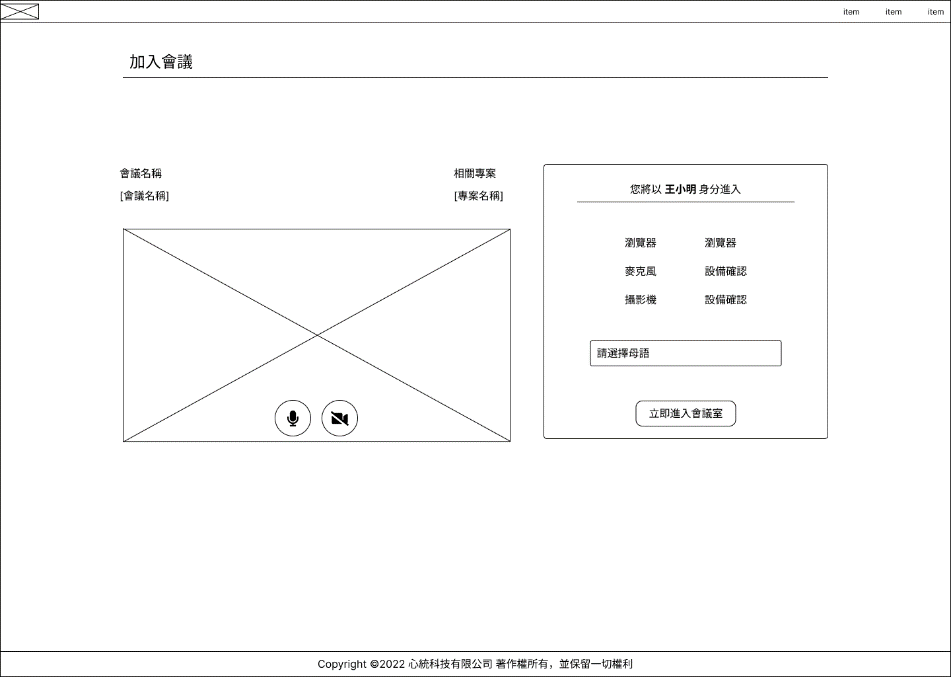 item item item
加入會議
會議名稱 相關專案
[會議名稱] [專案名稱]
您將以 王小明 身分進入
瀏覽器 瀏覽器
麥克風 設備確認
攝影機 設備確認
請選擇母語
立即進入會議室
Copyright ©2022 心統科技有限公司 著作權所有，並保留一切權利